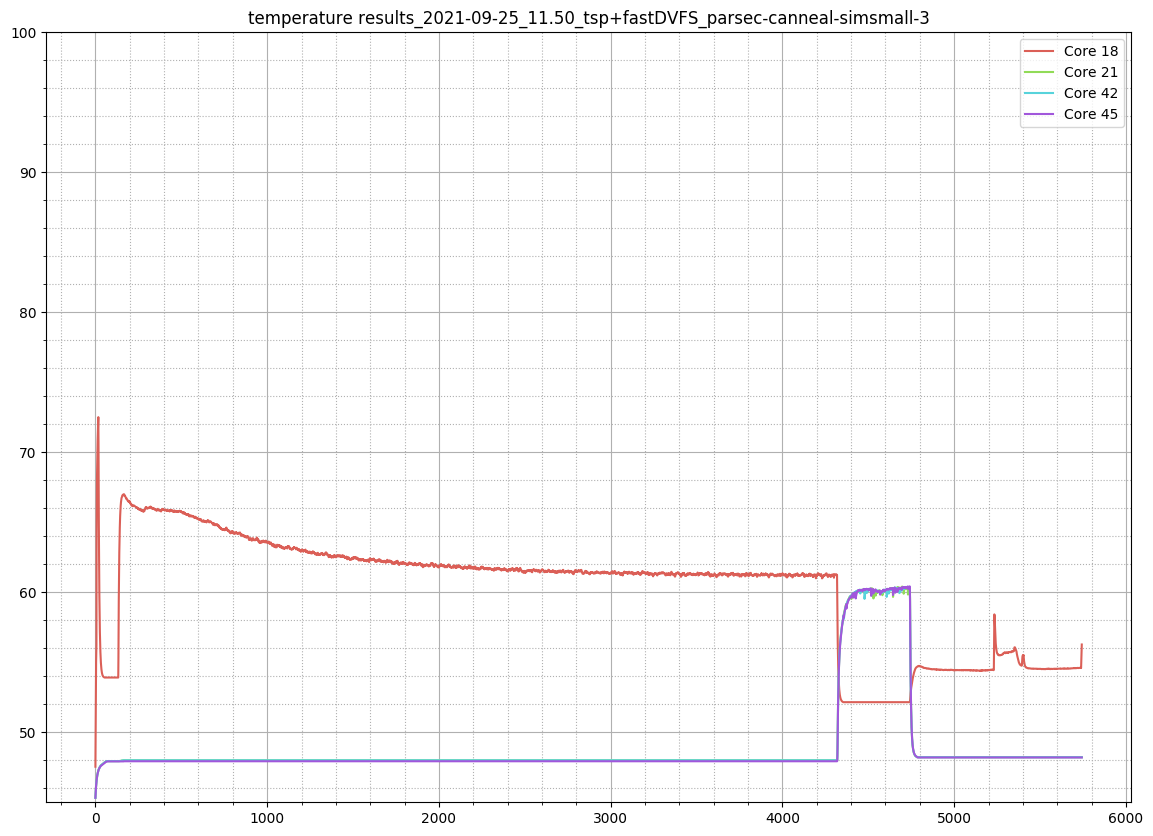 temperature results_2021-09-25_11.50_tsp+fastDVFS_parsec-canneal-simsmall-3
100
90
80
70
60
50
Core 18
Core 21
Core 42
Core 45
0 1000 2000 3000 4000 5000 6000